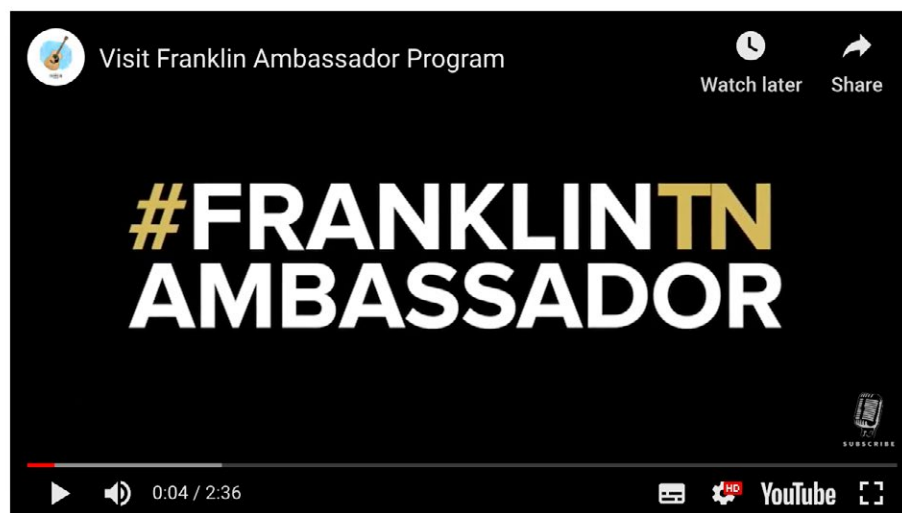 Visit Franklin Ambassador Program
Watch later
Share
#FRANKLINTN
AMBASSADOR
SUBSCRIBE
0:04 / 2:36
HD
YouTube